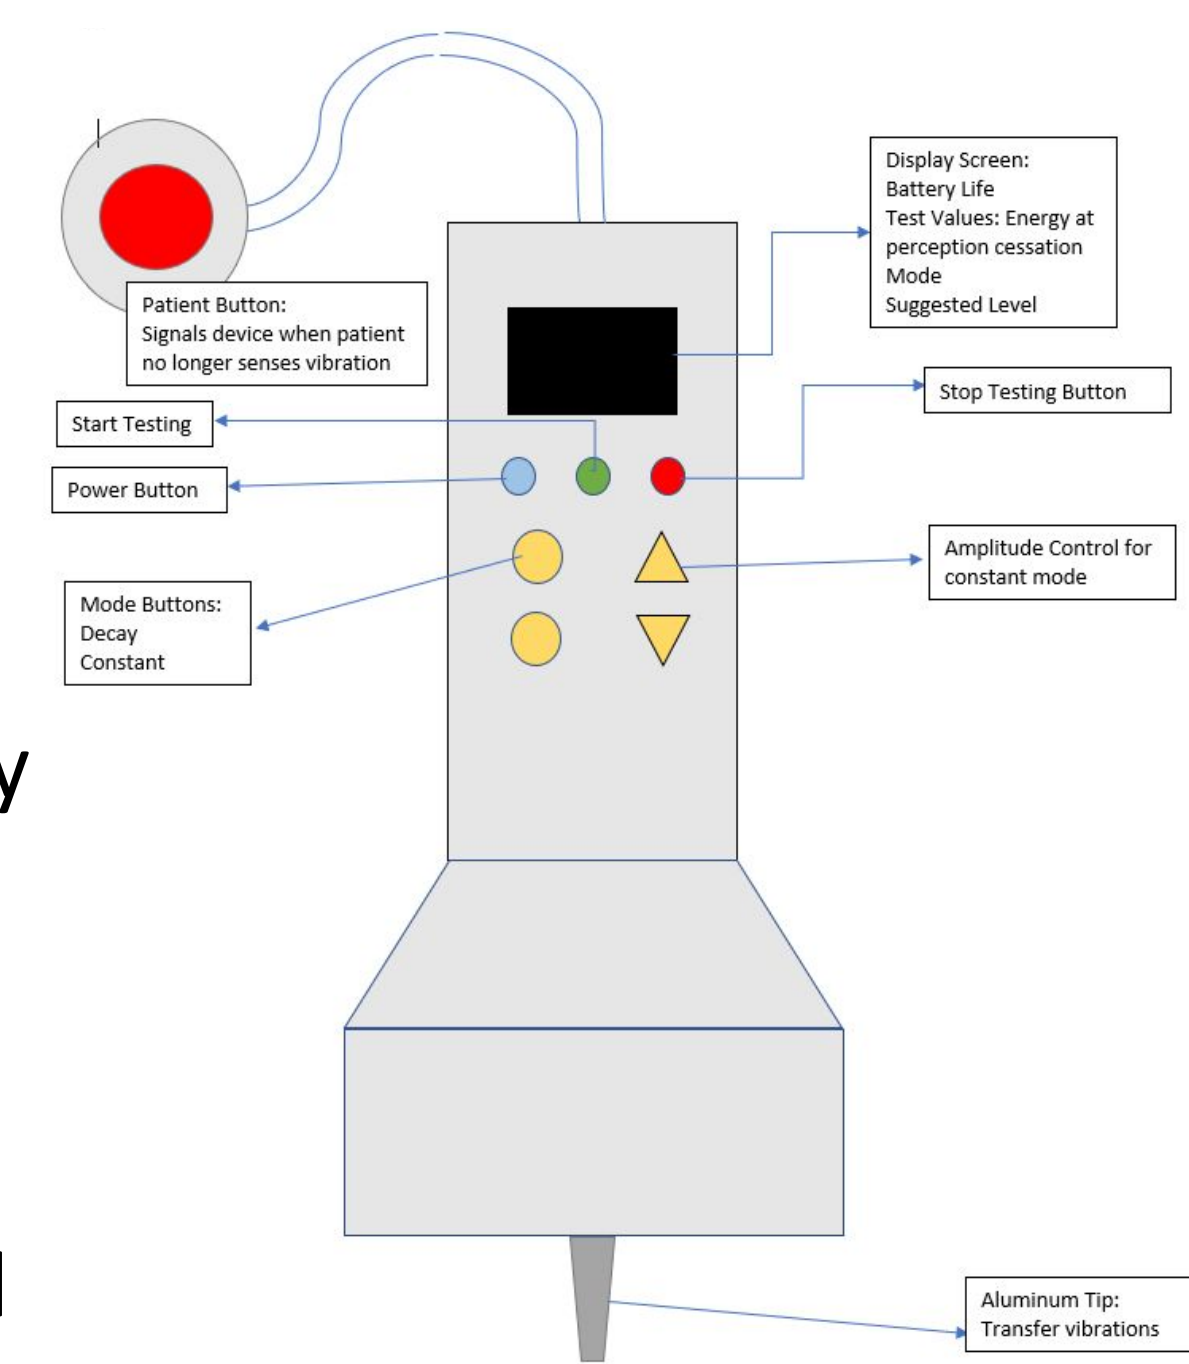 Display Screen:
Battery Life
Test Values: Energy at
perception cessation
Mode
Suggested Level
Patient Button:
Signals device when patient
no longer senses vibration
Stop Testing Button
Start Testing
Power Button
Amplitude Control for
constant mode
Mode Buttons:
Decay
Constant
y
Aluminum Tip:
Transfer vibrations